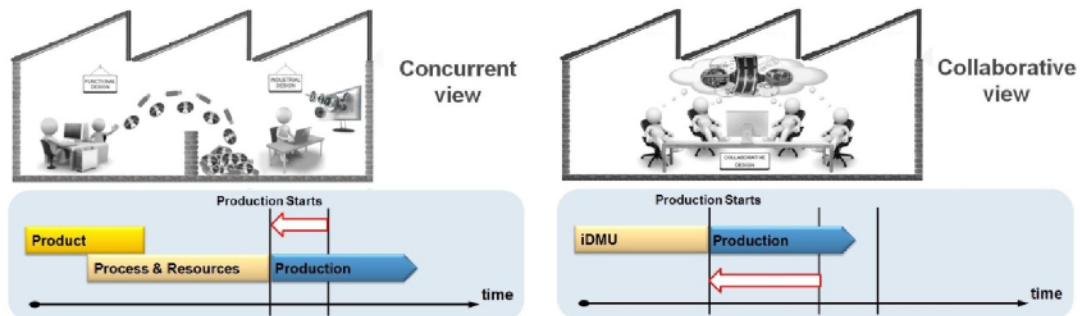 FUNCTIONAL
DESIGN
INDUSTRIAL
DESIGN
Concurrent
view
Production Starts
Product
Process & Resources
Production
time
COLLABORATIVE
DESIGN
Collaborative
view
Production Starts
iDMU
Production
time